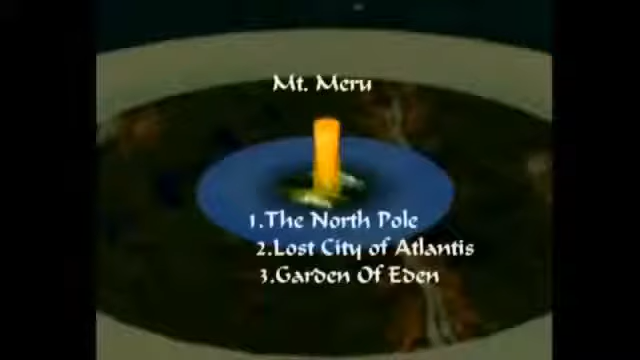 Mt. Meru
1.The North Pole
2.Lost City of Atlantis
3.Garden Of Eden